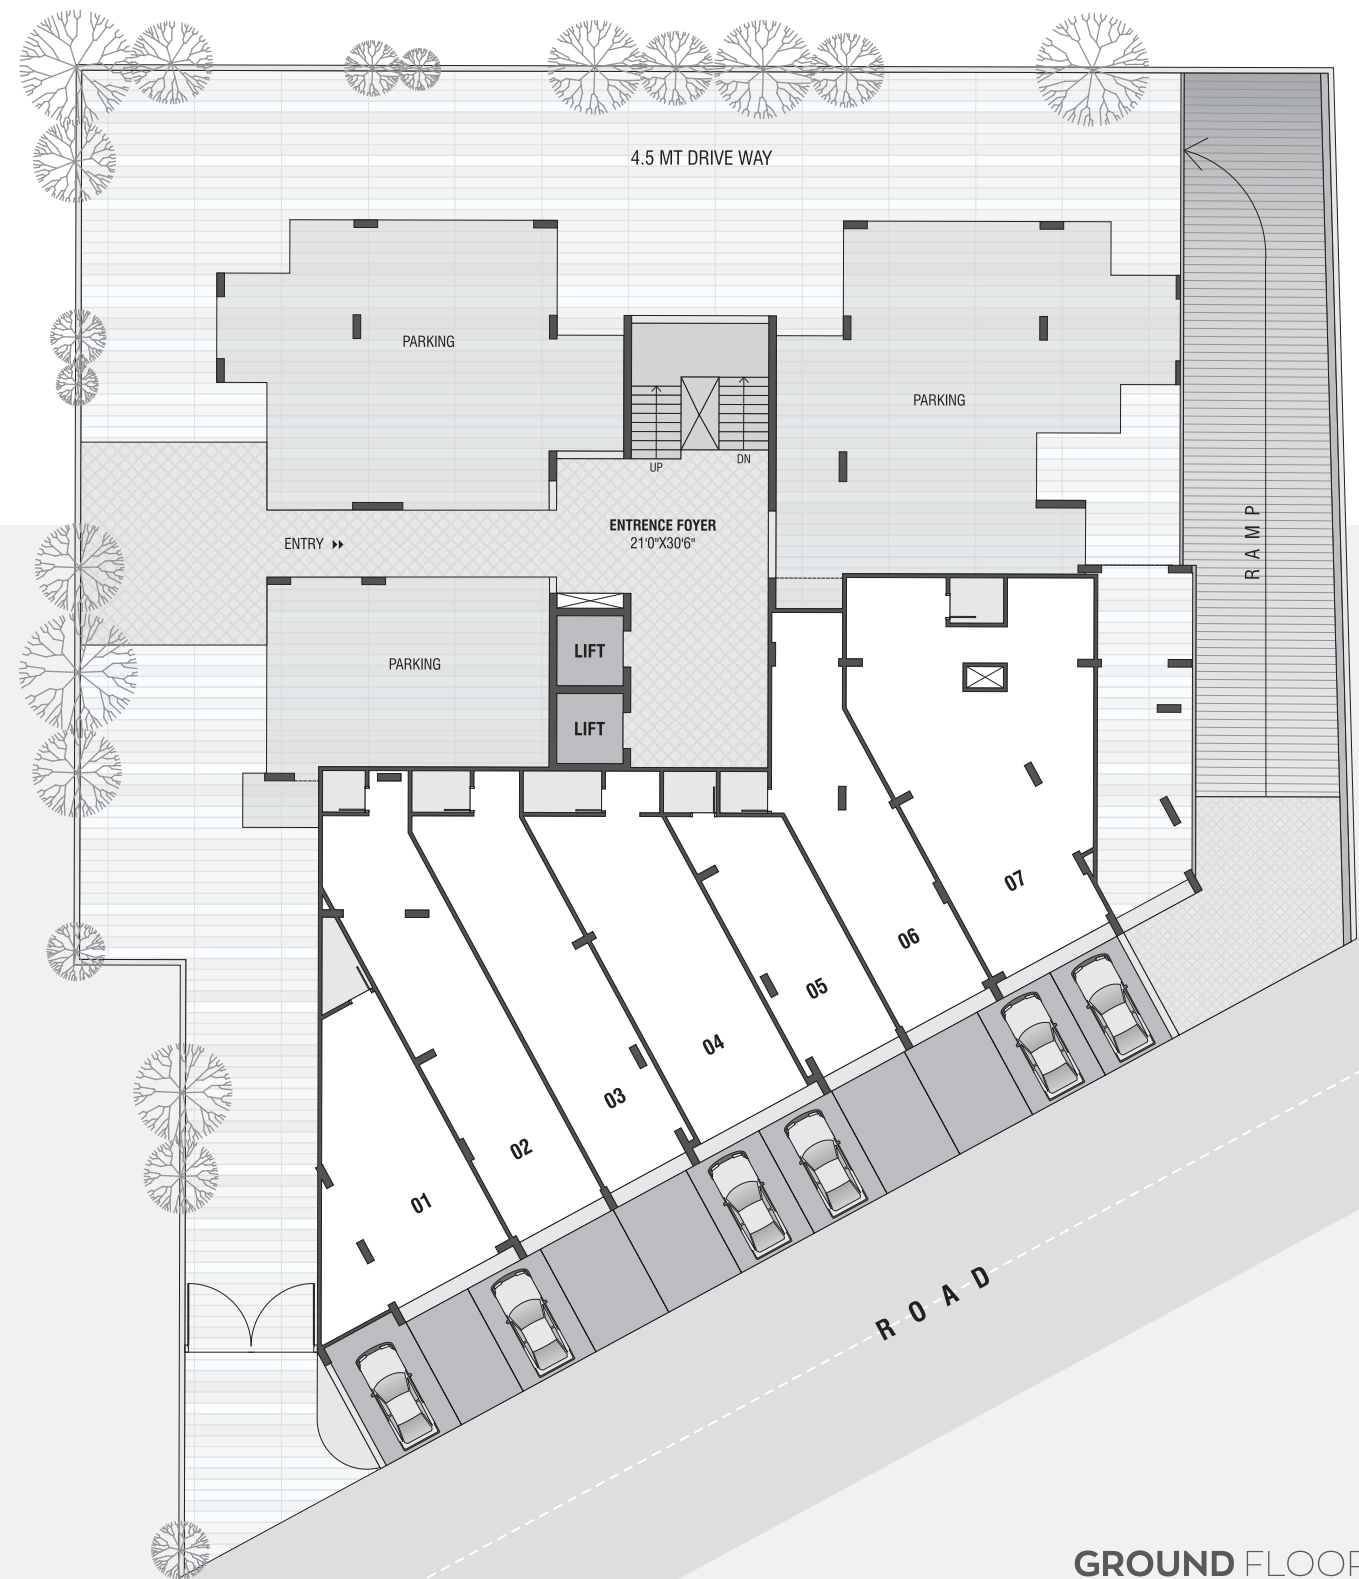 4.5 MT DRIVE WAY
PARKING
PARKING
UP
DN
RAMP
ENTRENCE FOYER
21'0"X30'6"
ENTRY
LIFT
PARKING
LIFT
07
06
05
04
03
02
01
ROAD
GROUND FLOOR